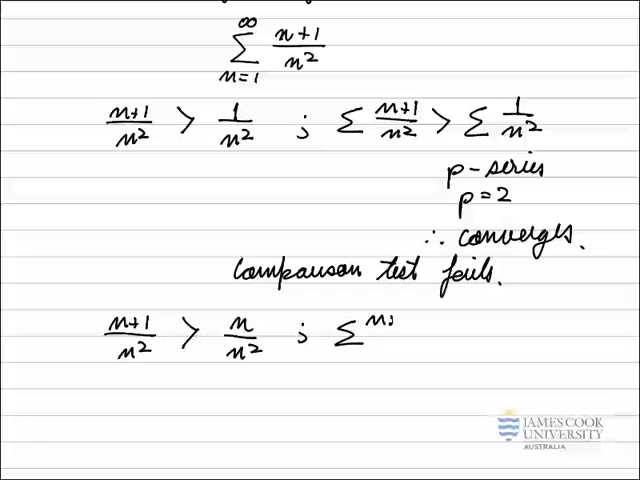 ∞
∑ n+1/n²
n=1
n+1/n² > 1/n² ; ∑ n+1/n² > ∑ 1/n²
p-series
p=2
∴ converges.
comparison test fails.
n+1/n² > n/n² ; ∑ n
JAMES COOK
UNIVERSITY
AUSTRALIA